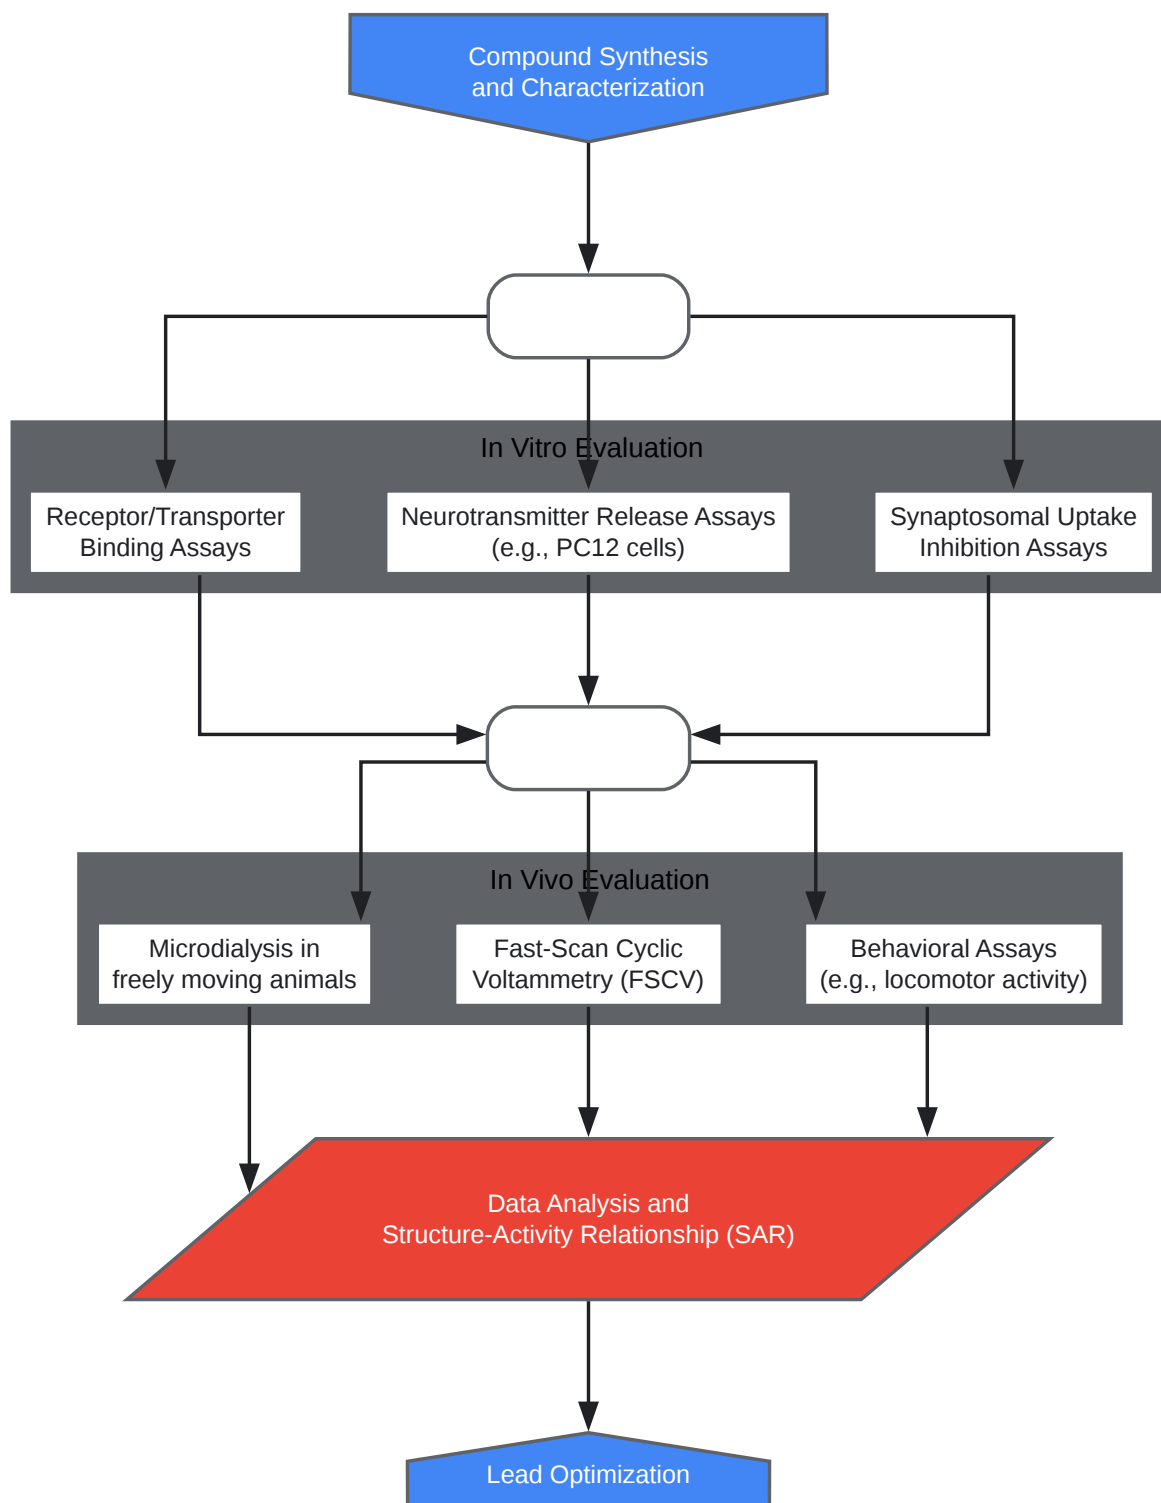 Compound Synthesis
and Characterization
In Vitro Evaluation
Receptor/Transporter
Binding Assays
Neurotransmitter Release Assays
(e.g., PC12 cells)
Synaptosomal Uptake
Inhibition Assays
In Vivo Evaluation
Microdialysis in
freely moving animals
Fast-Scan Cyclic
Voltammetry (FSCV)
Behavioral Assays
(e.g., locomotor activity)
Data Analysis and
Structure-Activity Relationship (SAR)
Lead Optimization